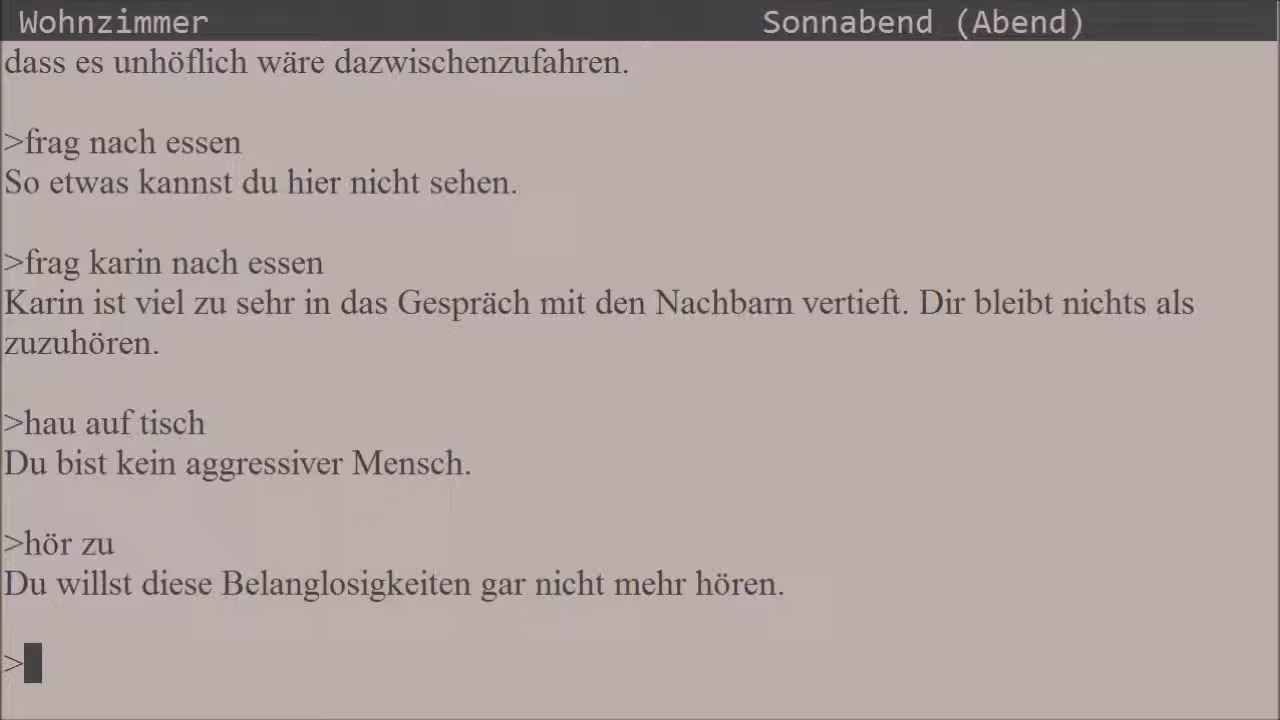 Wohnzimmer Sonnabend (Abend)
dass es unhöflich wäre dazwischenzufahren.
>frag nach essen
So etwas kannst du hier nicht sehen.
>frag karin nach essen
Karin ist viel zu sehr in das Gespräch mit den Nachbarn vertieft. Dir bleibt nichts als
zuzuhören.
>hau auf tisch
Du bist kein aggressiver Mensch.
>hör zu
Du willst diese Belanglosigkeiten gar nicht mehr hören.
>